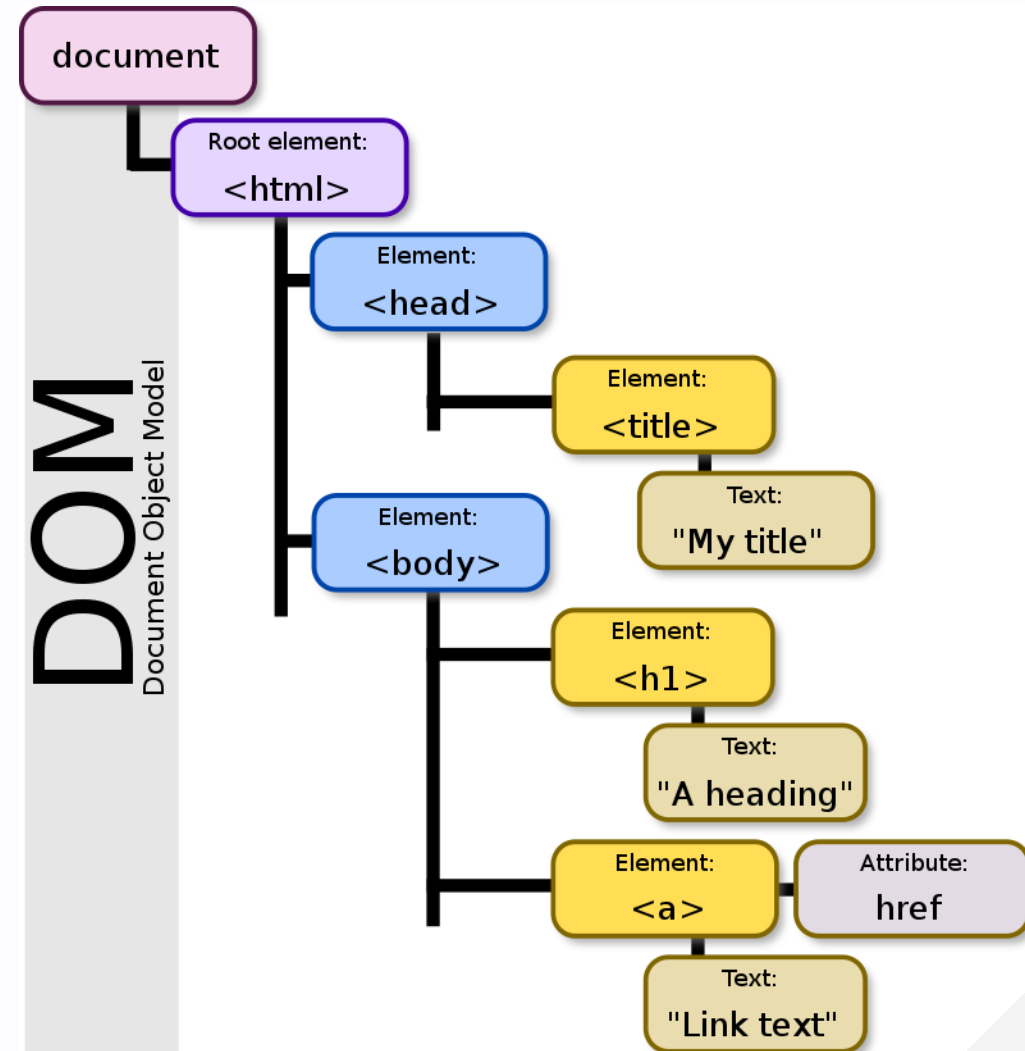 document
Root element:
<html>
Element:
<head>
Element:
<title>
Text:
"My title"
Element:
<body>
Element:
<h1>
Text:
"A heading"
Element:
<a>
Attribute:
href
Text:
"Link text"
DOM
Document Object Model